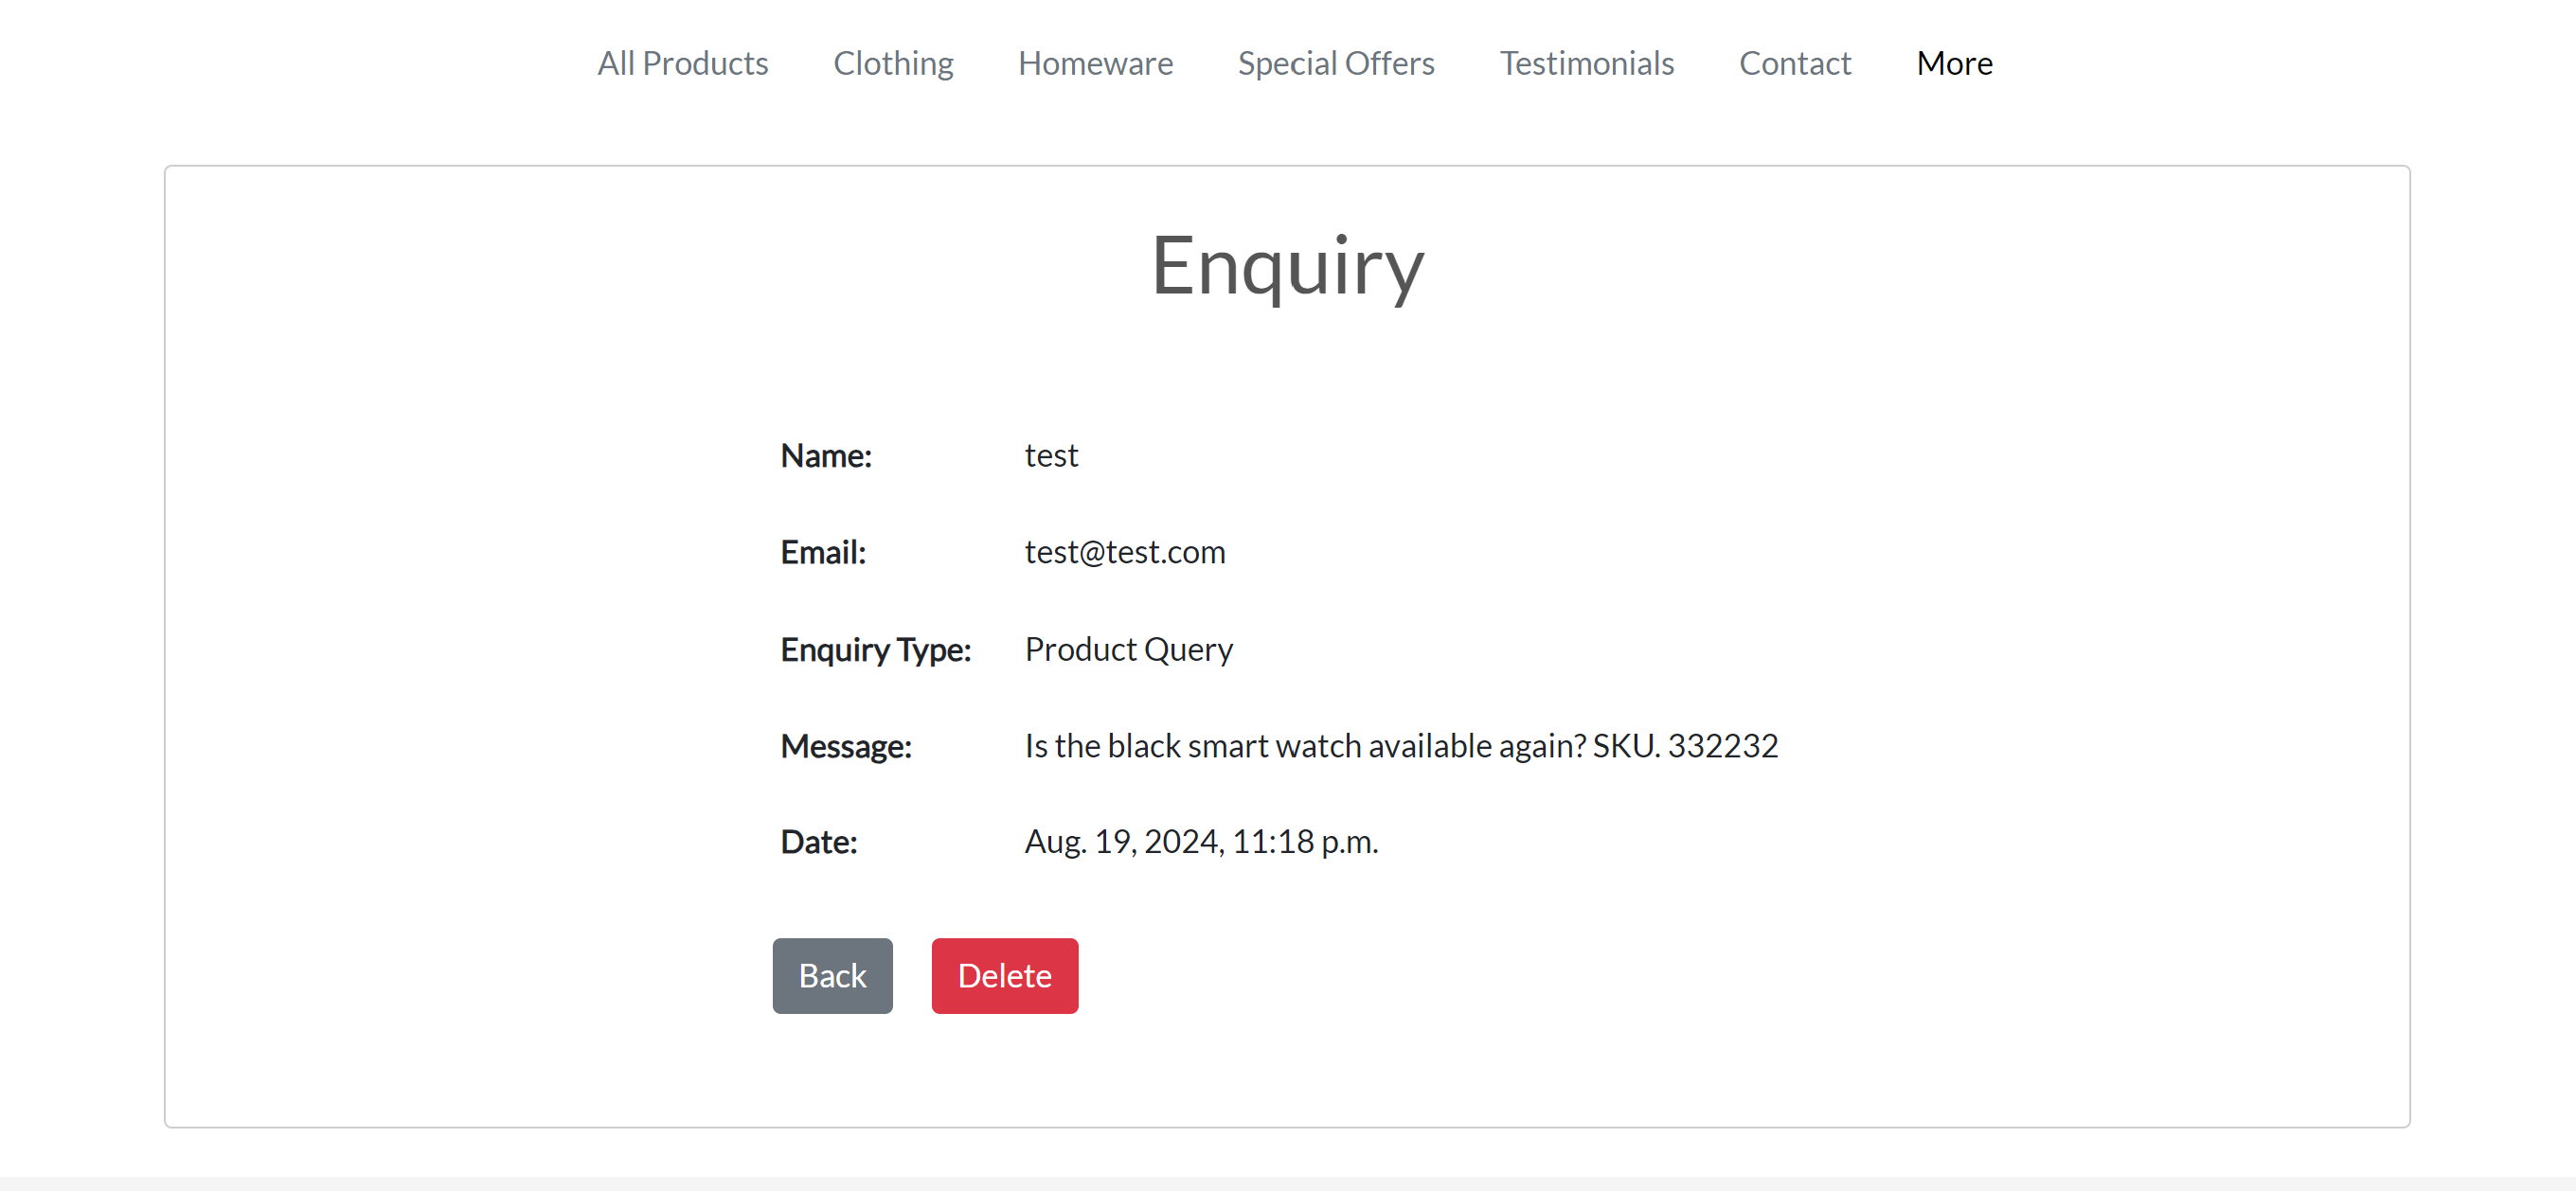 All Products Clothing Homeware Special Offers Testimonials Contact More
Enquiry
Name: test
Email: test@test.com
Enquiry Type: Product Query
Message: Is the black smart watch available again? SKU. 332232
Date: Aug. 19, 2024, 11:18 p.m.
Back Delete